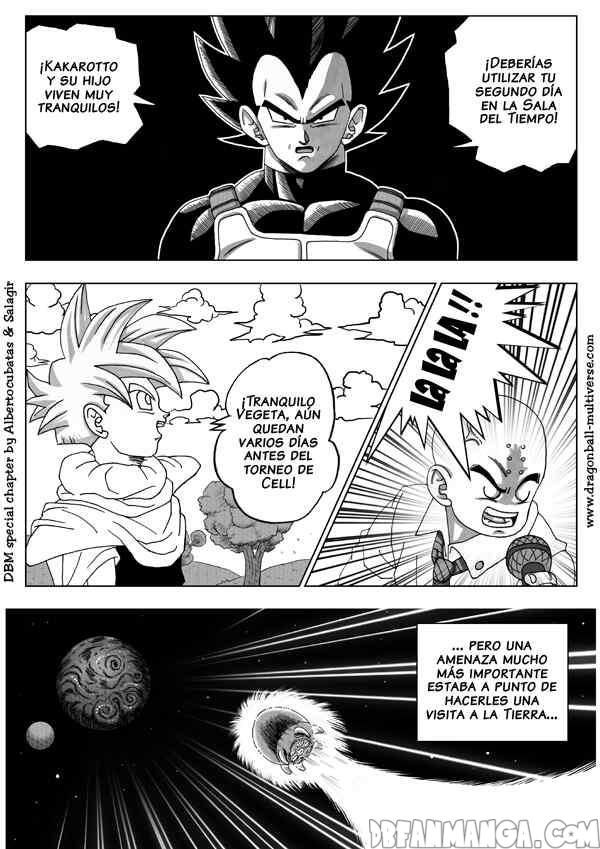 ¡Kakarotto
y su hijo
viven muy
tranquilos!
¡Deberías
utilizar tu
segundo día
en la Sala
del Tiempo!
DBM special chapter by Albertocubatas & Salagir
¡Tranquilo
Vegeta, aún
quedan
varios días
antes del
torneo de
Cell!
LA LA LA!!
www.dragonball-multiverse.com
... pero una
amenaza mucho
más importante
estaba a punto de
hacerles una
visita a la Tierra...
DBFANMANGA.COM